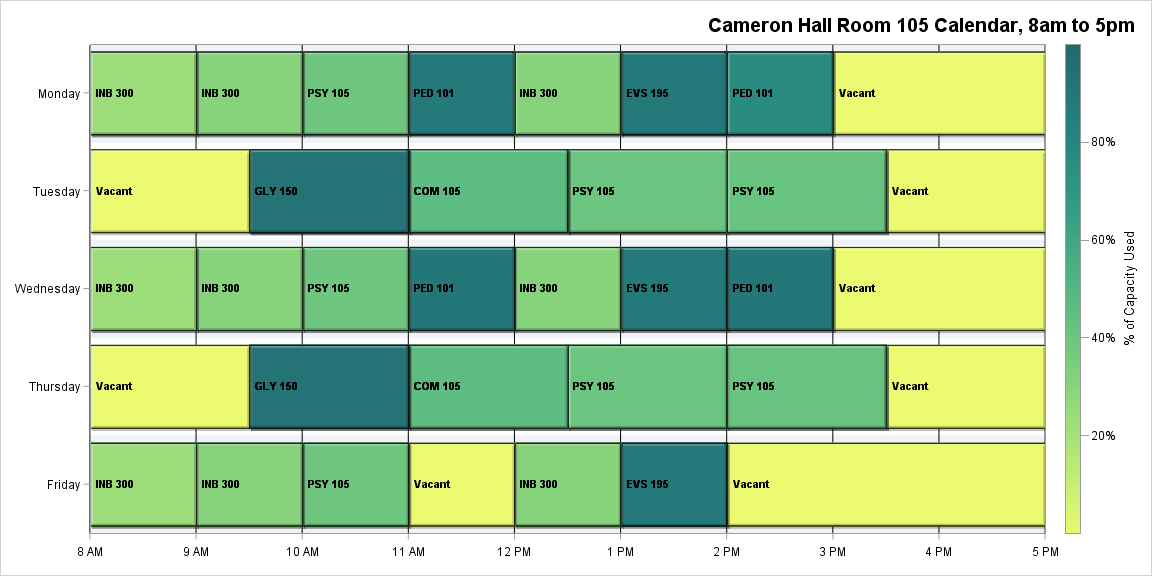 Cameron Hall Room 105 Calendar, 8am to 5pm
Monday
INB 300
INB 300
PSY 105
PED 101
INB 300
EVS 195
PED 101
Vacant
Tuesday
Vacant
GLY 150
COM 105
PSY 105
PSY 105
Vacant
Wednesday
INB 300
INB 300
PSY 105
PED 101
INB 300
EVS 195
PED 101
Vacant
Thursday
Vacant
GLY 150
COM 105
PSY 105
PSY 105
Vacant
Friday
INB 300
INB 300
PSY 105
Vacant
INB 300
EVS 195
Vacant
8 AM
9 AM
10 AM
11 AM
12 PM
1 PM
2 PM
3 PM
4 PM
5 PM
80%
60%
40%
20%
% of Capacity Used